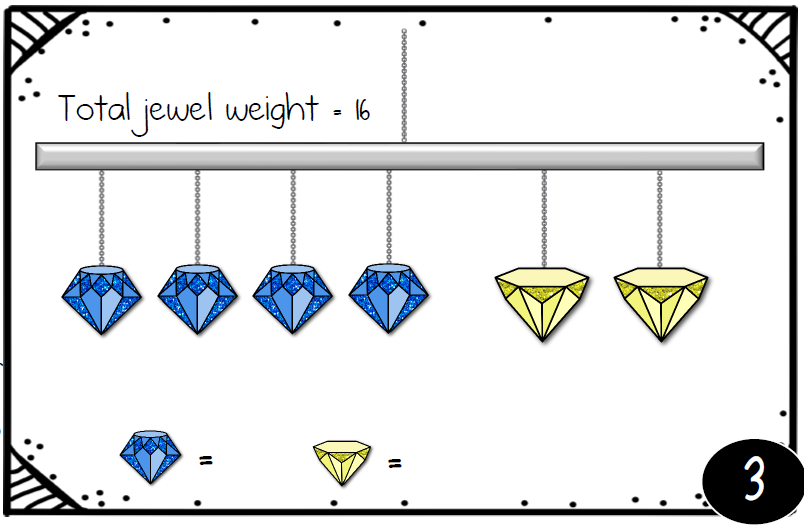 Total jewel weight = 16
=
=
3